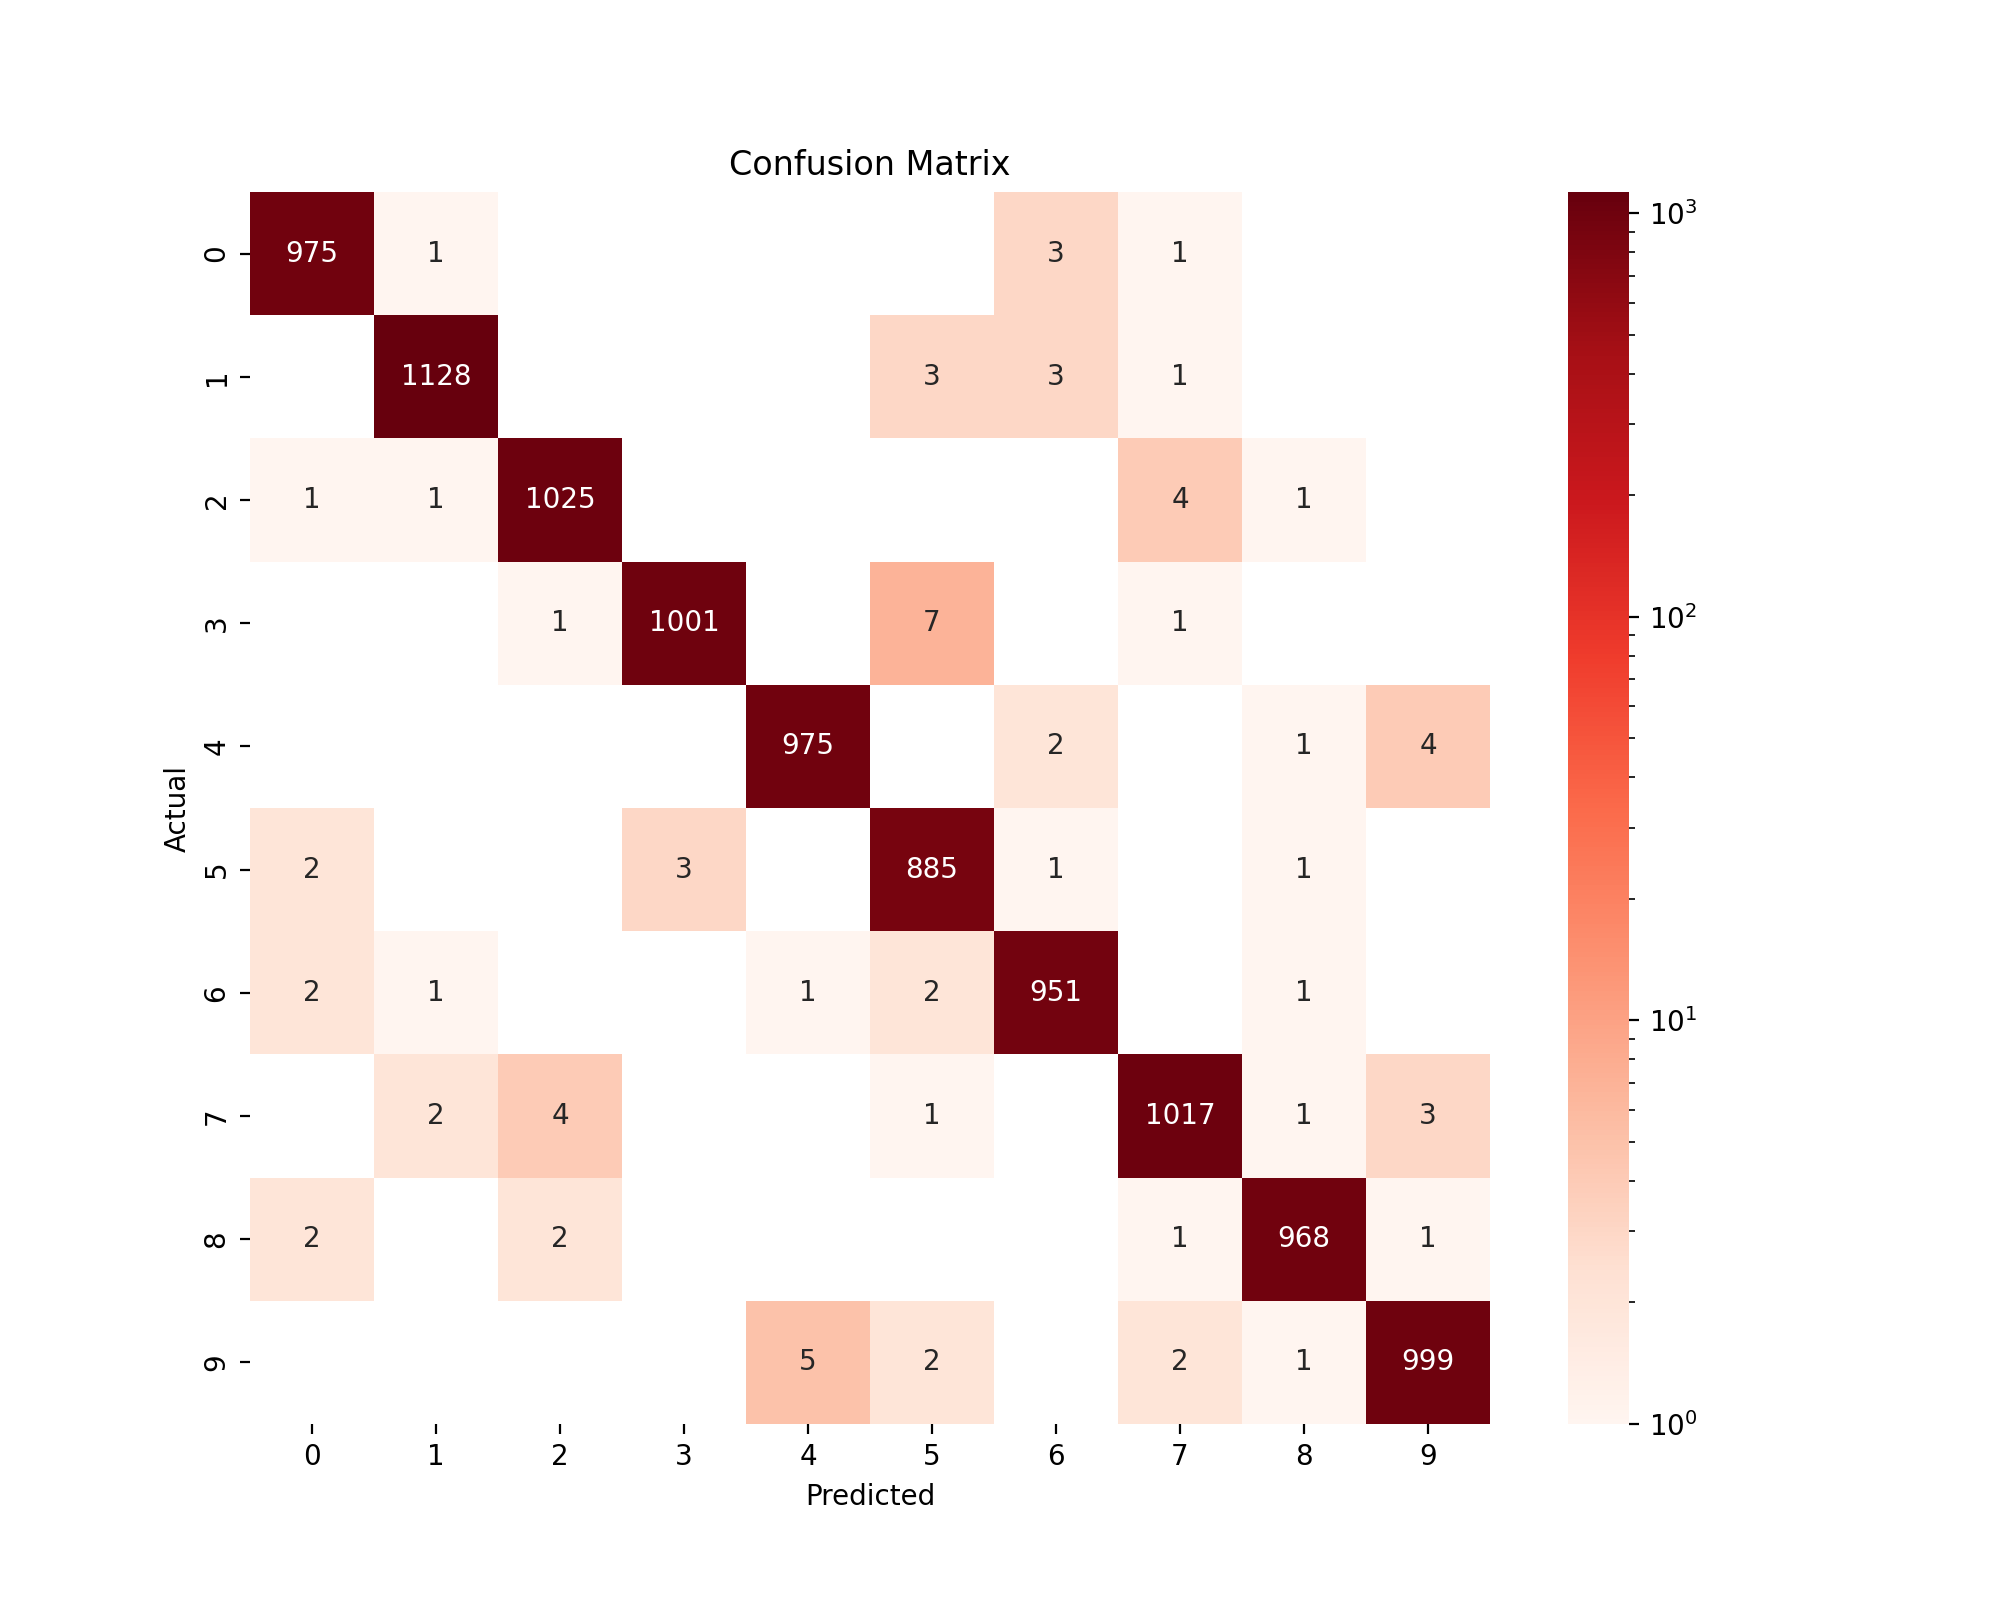 Confusion Matrix
0 975 1 3 1
1 1128 3 3 1
2 1 1 1025 4 1
3 1 1001 7 1
4 975 2 1 4
5 2 3 885 1 1
6 2 1 1 2 951 1
7 2 4 1 1017 1 3
8 2 2 1 968 1
9 5 2 2 1 999
Actual
0 1 2 3 4 5 6 7 8 9
Predicted
10³
10²
10¹
10⁰